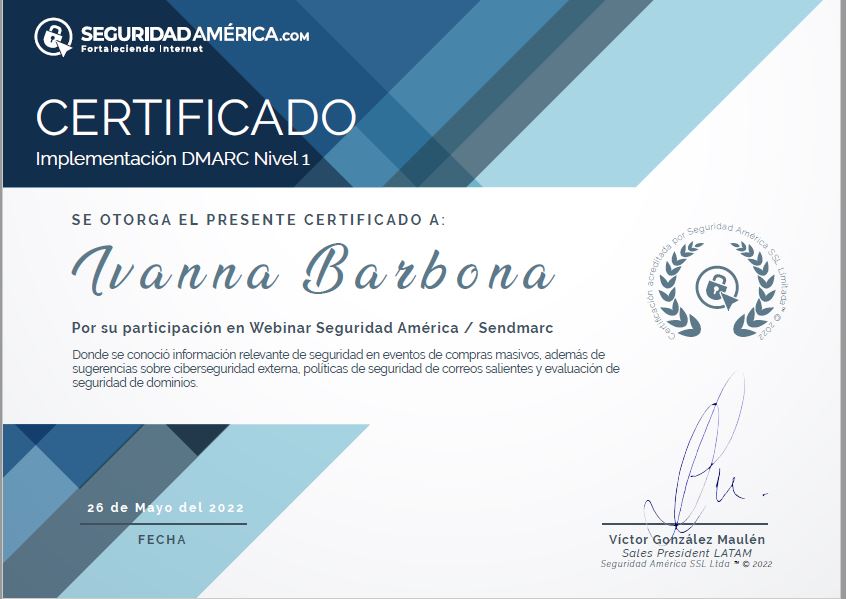 SEGURIDADAMÉRICA.COM
Fortaleciendo Internet
CERTIFICADO
Implementación DMARC Nivel 1
SE OTORGA EL PRESENTE CERTIFICADO A:
Ivanna Barbona
Certificación acreditada por Seguridad América SSL Limitada™ © 2022
Por su participación en Webinar Seguridad América / Sendmarc
Donde se conoció información relevante de seguridad en eventos de compras masivos, además de
sugerencias sobre ciberseguridad externa, políticas de seguridad de correos salientes y evaluación de
seguridad de dominios.
26 de Mayo del 2022
FECHA
Víctor González Maulén
Sales President LATAM
Seguridad América SSL Ltda ™ © 2022